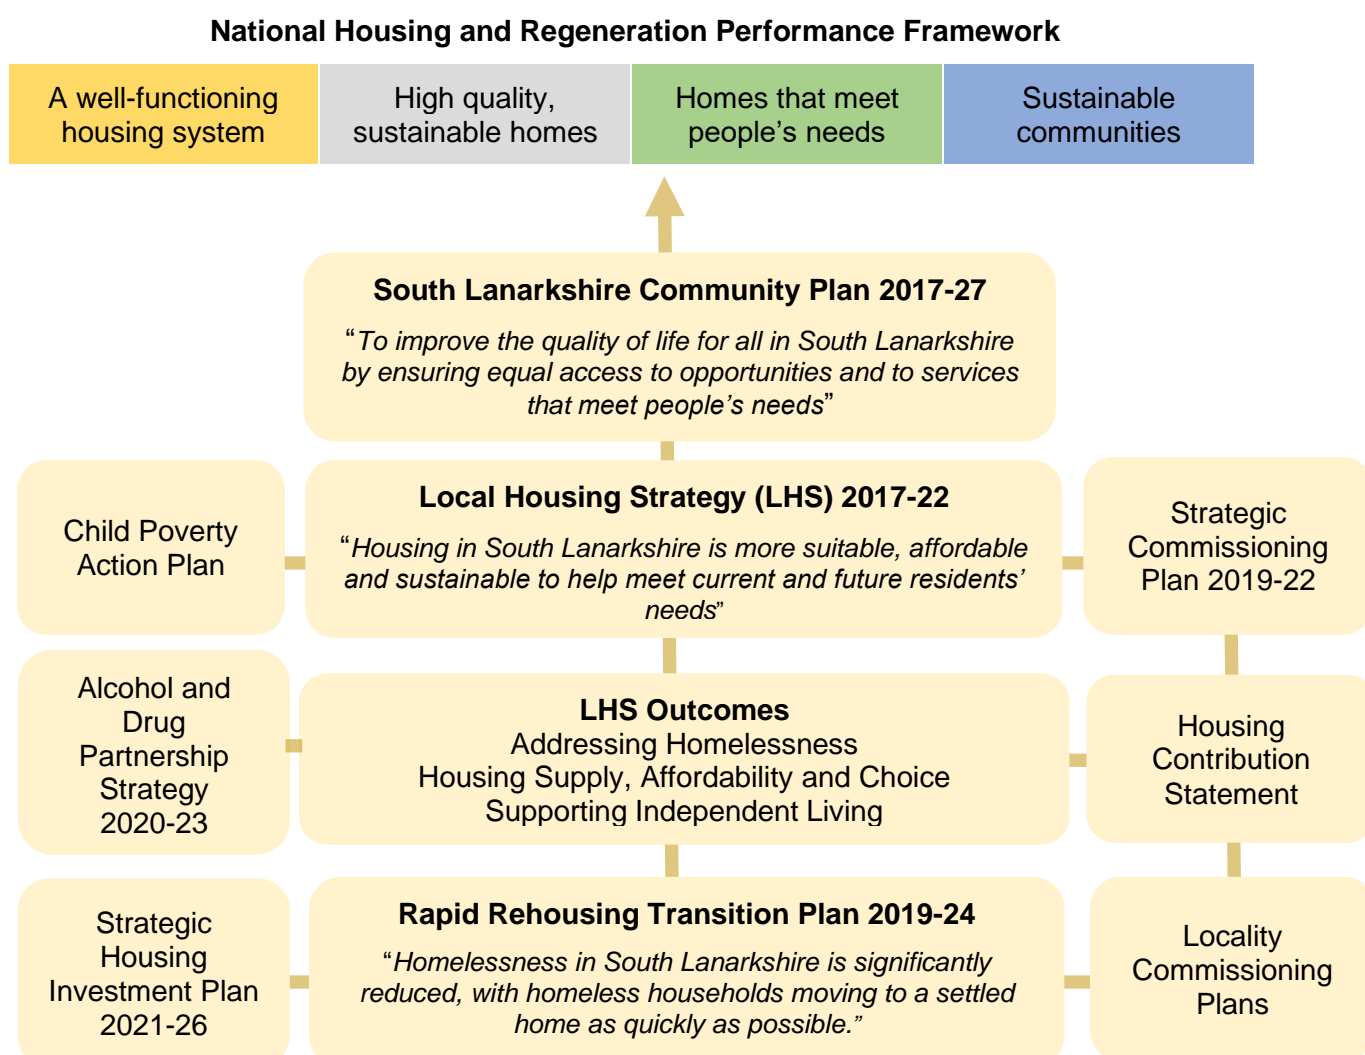 National Housing and Regeneration Performance Framework
A well-functioning
housing system
High quality,
sustainable homes
Homes that meet
people’s needs
Sustainable
communities
South Lanarkshire Community Plan 2017-27
“To improve the quality of life for all in South Lanarkshire
by ensuring equal access to opportunities and to services
that meet people’s needs”
Child Poverty
Action Plan
Local Housing Strategy (LHS) 2017-22
“Housing in South Lanarkshire is more suitable, affordable
and sustainable to help meet current and future residents’
needs”
Strategic
Commissioning
Plan 2019-22
Alcohol and
Drug
Partnership
Strategy
2020-23
LHS Outcomes
Addressing Homelessness
Housing Supply, Affordability and Choice
Supporting Independent Living
Housing
Contribution
Statement
Strategic
Housing
Investment Plan
2021-26
Rapid Rehousing Transition Plan 2019-24
“Homelessness in South Lanarkshire is significantly
reduced, with homeless households moving to a settled
home as quickly as possible.”
Locality
Commissioning
Plans